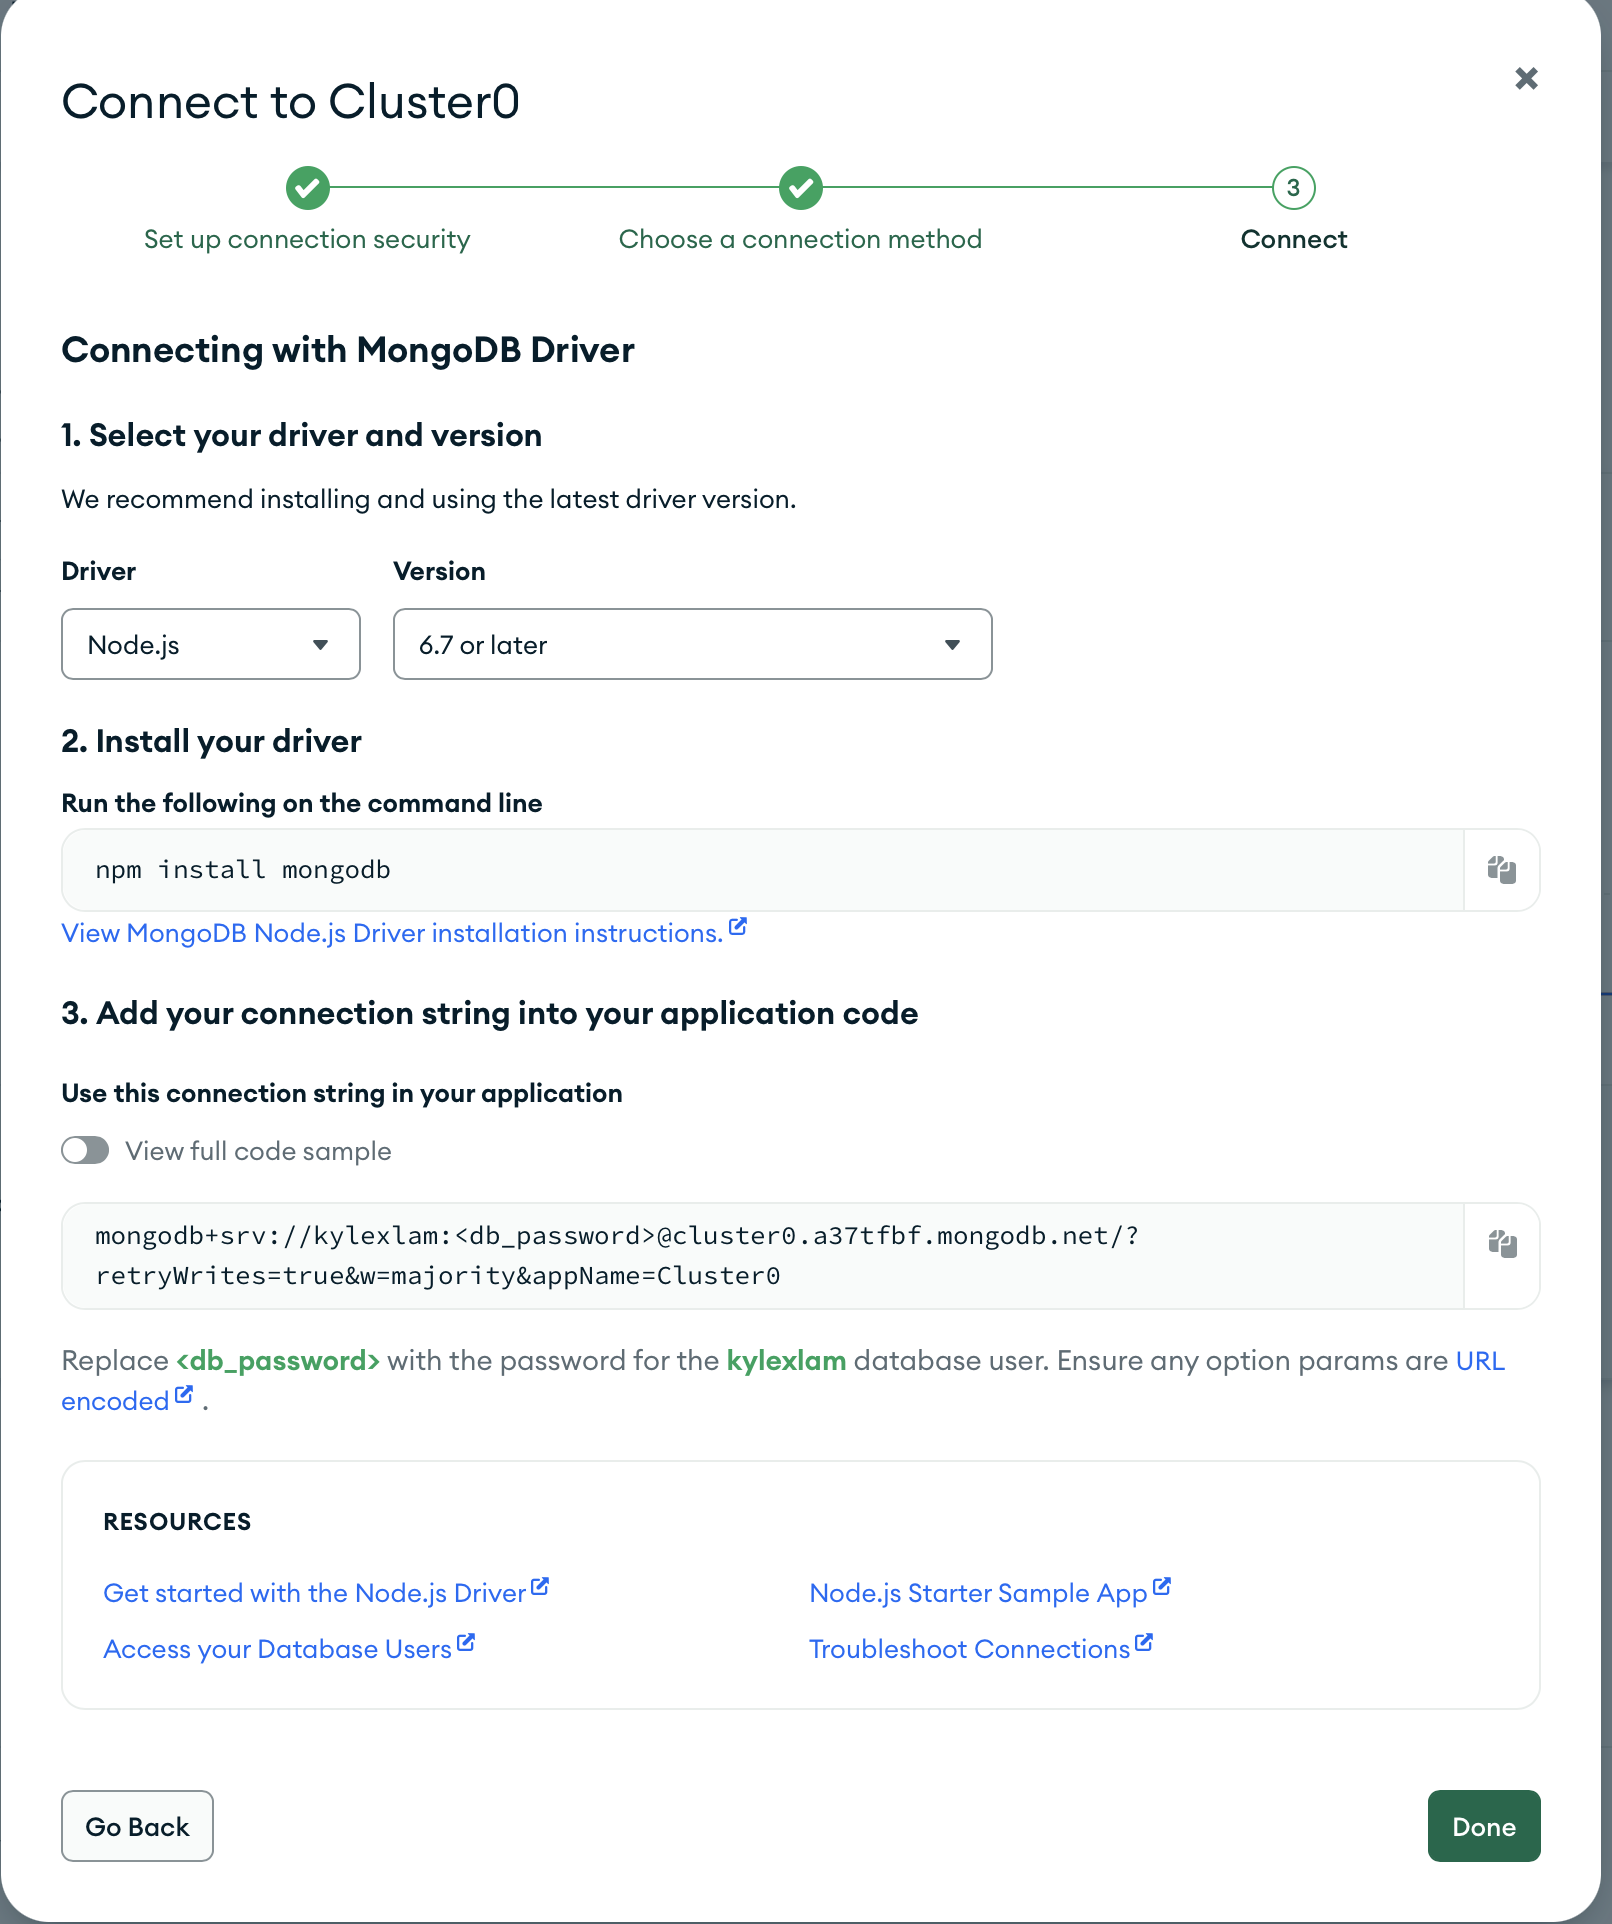 Connect to Cluster0
Set up connection security
Choose a connection method
3
Connect
Connecting with MongoDB Driver
1. Select your driver and version
We recommend installing and using the latest driver version.
Driver
Version
Node.js
6.7 or later
2. Install your driver
Run the following on the command line
npm install mongodb
View MongoDB Node.js Driver installation instructions.
3. Add your connection string into your application code
Use this connection string in your application
View full code sample
mongodb+srv://kylexlam:<db_password>@cluster0.a37tfbf.mongodb.net/?
retryWrites=true&w=majority&appName=Cluster0
Replace <db_password> with the password for the kylexlam database user. Ensure any option params are URL
encoded .
RESOURCES
Get started with the Node.js Driver
Node.js Starter Sample App
Access your Database Users
Troubleshoot Connections
Go Back
Done